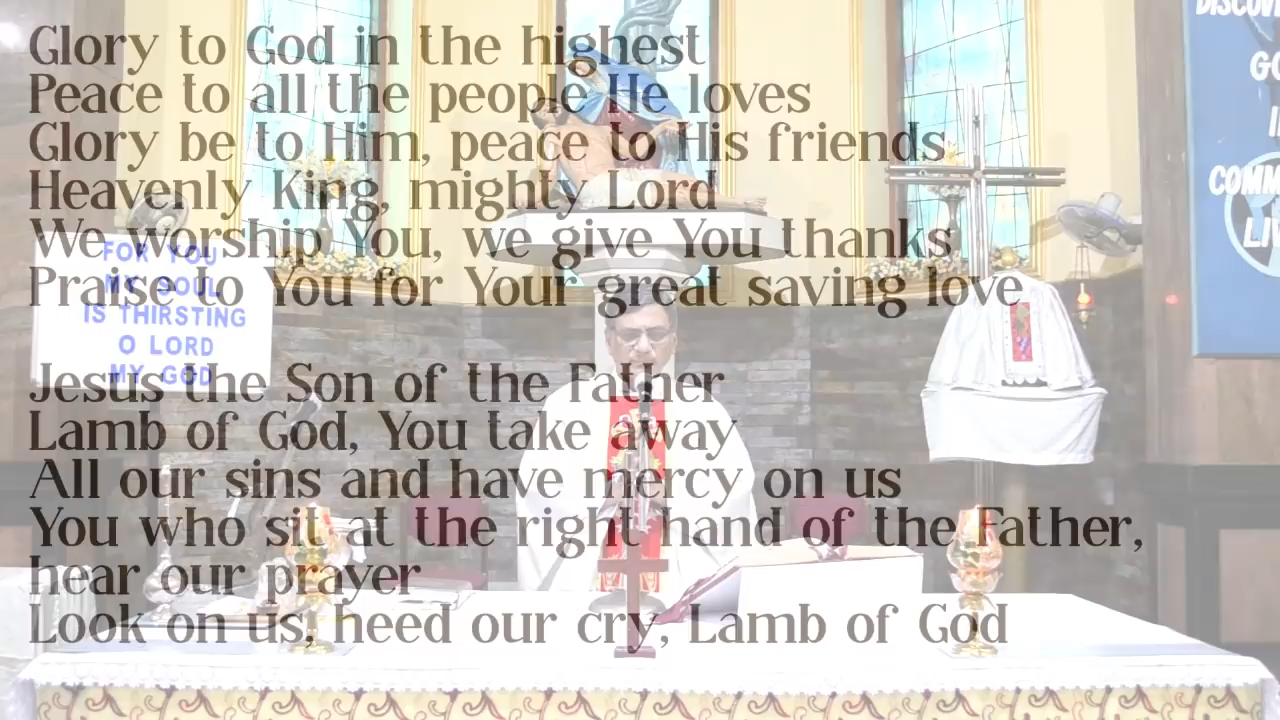 Glory to God in the highest
Peace to all the people He loves
Glory be to Him, peace to His friends
Heavenly King, mighty Lord
We worship You, we give You thanks
Praise to You for Your great saving love
Jesus the Son of the Father
Lamb of God, You take away
All our sins and have mercy on us
You who sit at the right hand of the Father,
hear our prayer
Look on us, heed our cry, Lamb of God
FOR YOU
MY SOUL
IS THIRSTING
O LORD
MY GOD